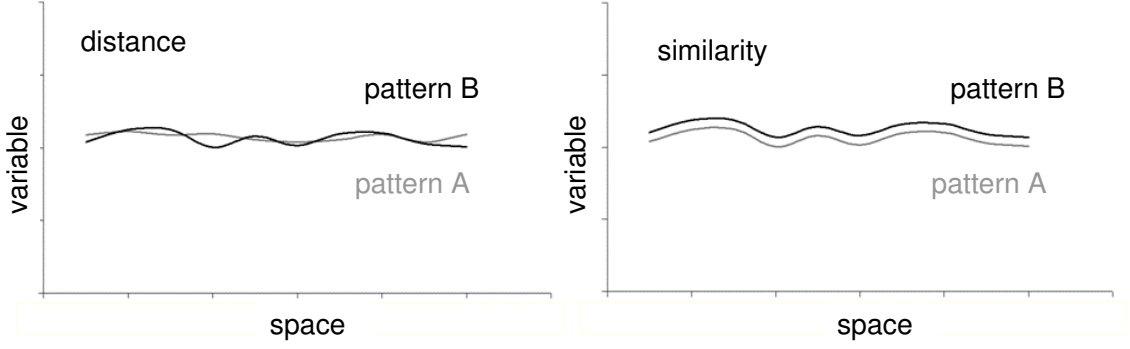 distance
pattern B
pattern A
variable
space
similarity
pattern B
pattern A
variable
space